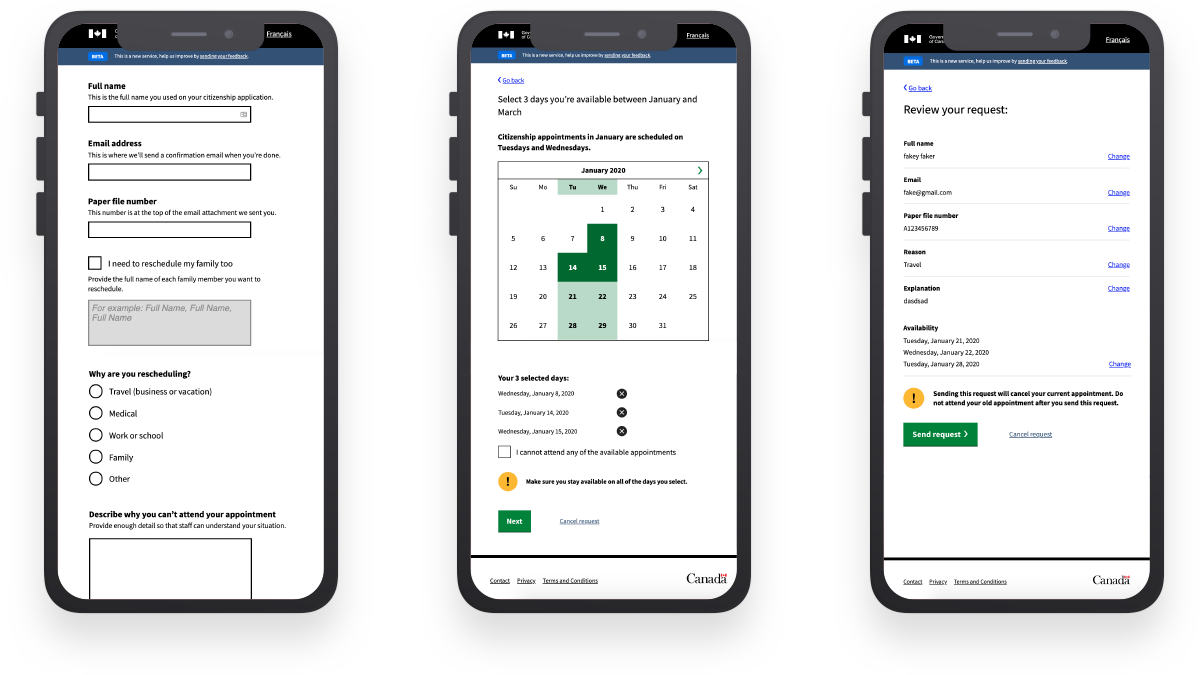 Français
BETA This is a new service, help us improve by sending your feedback.
Full name
This is the full name you used on your citizenship application.
Email address
This is where we'll send a confirmation email when you're done.
Paper file number
This number is at the top of the email attachment we sent you.
I need to reschedule my family too
Provide the full name of each family member you want to
reschedule.
For example: Full Name, Full Name,
Full Name
Why are you rescheduling?
Travel (business or vacation)
Medical
Work or school
Family
Other
Describe why you can't attend your appointment
Provide enough detail so that staff can understand your situation.
Français
BETA This is a new service, help us improve by sending your feedback.
Go back
Select 3 days you're available between January and
March
Citizenship appointments in January are scheduled on
Tuesdays and Wednesdays.
January 2020
Su Mo Tu We Thu Fri Sat
1 2 3 4
5 6 7 8 9 10 11
12 13 14 15 16 17 18
19 20 21 22 23 24 25
26 27 28 29 30 31
Your 3 selected days:
Wednesday, January 8, 2020
Tuesday, January 14, 2020
Wednesday, January 15, 2020
I cannot attend any of the available appointments
! Make sure you stay available on all of the days you select.
Next Cancel request
Contact Privacy Terms and Conditions Canada
Français
BETA This is a new service, help us improve by sending your feedback.
Go back
Review your request:
Full name
fakey faker Change
Email
fake@gmail.com Change
Paper file number
A123456789 Change
Reason
Travel Change
Explanation Change
dasdsad
Availability
Tuesday, January 21, 2020
Wednesday, January 22, 2020
Tuesday, January 28, 2020 Change
! Sending this request will cancel your current appointment. Do
not attend your old appointment after you send this request.
Send request Cancel request
Contact Privacy Terms and Conditions Canada